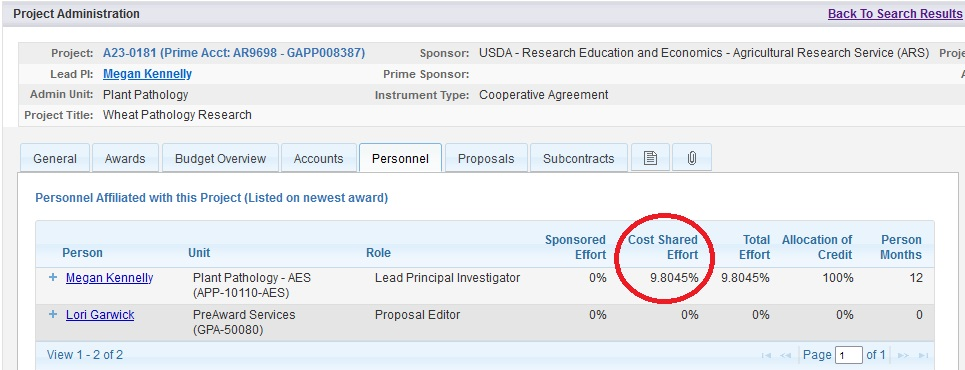 Project Administration Back To Search Results
Project: A23-0181 (Prime Acct: AR9698 - GAPP008387) Sponsor: USDA - Research Education and Economics - Agricultural Research Service (ARS) Proje
Lead PI: Megan Kennelly Prime Sponsor: A
Admin Unit: Plant Pathology Instrument Type: Cooperative Agreement
Project Title: Wheat Pathology Research
General Awards Budget Overview Accounts Personnel Proposals Subcontracts
Personnel Affiliated with this Project (Listed on newest award)
Sponsored Cost Shared Total Allocation of Person
Person Unit Role Effort Effort Effort Credit Months
+ Megan Kennelly Plant Pathology - AES Lead Principal Investigator 0% 9.8045% 9.8045% 100% 12
(APP-10110-AES)
+ Lori Garwick PreAward Services Proposal Editor 0% 0% 0% 0% 0
(GPA-50080)
View 1 - 2 of 2 Page 1 of 1